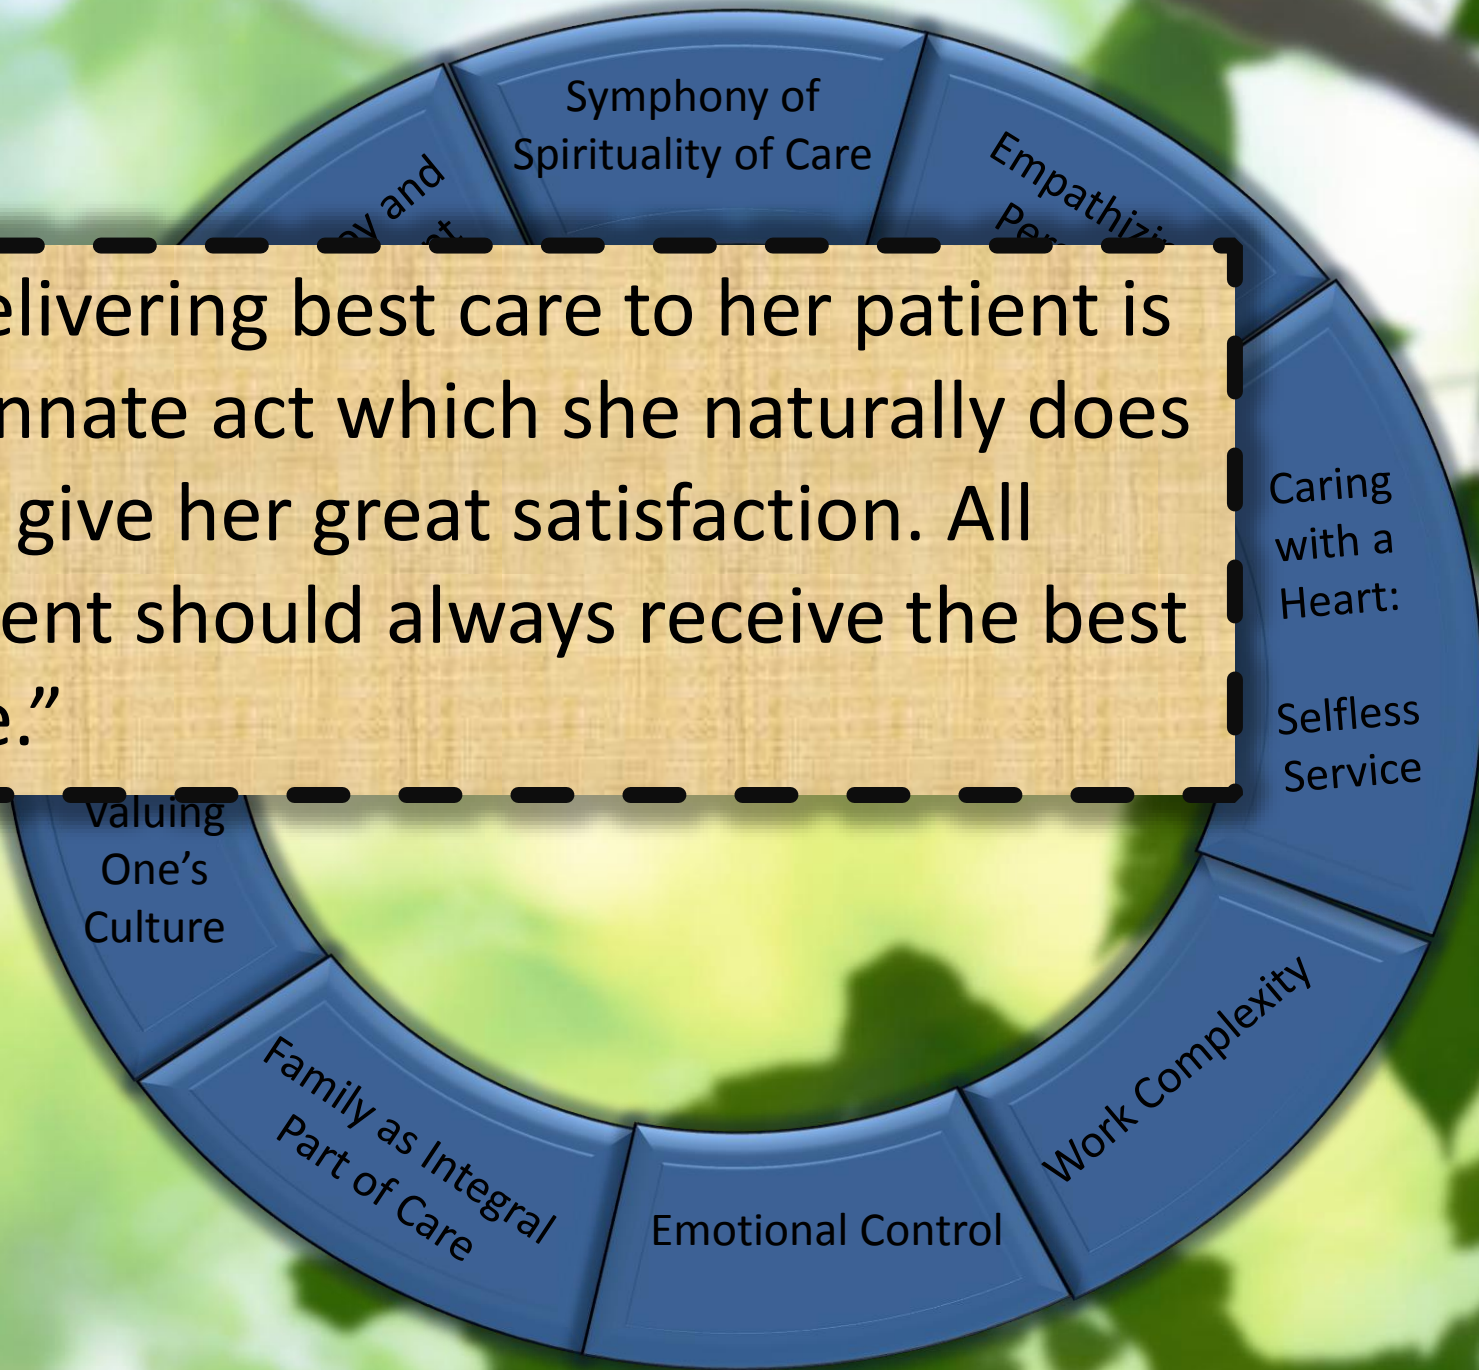 Symphony of
Spirituality of Care
and
Empathizing
elivering best care to her patient is
nnate act which she naturally does
give her great satisfaction. All
ent should always receive the best
e.”
Caring
with a
Heart:
Selfless
Service
Work Complexity
Emotional Control
Family as Integral
Part of Care
Valuing
One’s
Culture